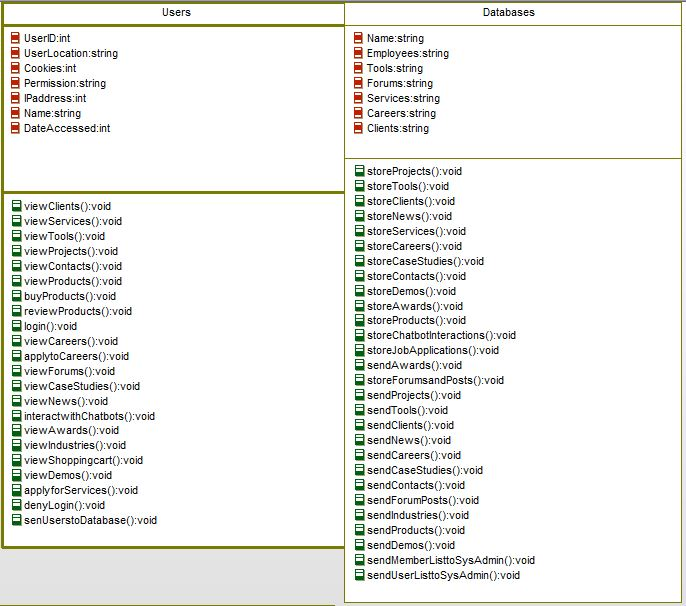 Users
UserID:int
UserLocation:string
Cookies:int
Permission:string
IPaddress:int
Name:string
DateAccessed:int
viewClients():void
viewServices():void
viewTools():void
viewProjects():void
viewContacts():void
viewProducts():void
buyProducts():void
reviewProducts():void
login():void
viewCareers():void
applytoCareers():void
viewForums():void
viewCaseStudies():void
viewNews():void
interactwithChatbots():void
viewAwards():void
viewIndustries():void
viewShoppingcart():void
viewDemos():void
applyforServices():void
denyLogin():void
senUserstoDatabase():void
Databases
Name:string
Employees:string
Tools:string
Forums:string
Services:string
Careers:string
Clients:string
storeProjects():void
storeTools():void
storeClients():void
storeNews():void
storeServices():void
storeCareers():void
storeCaseStudies():void
storeContacts():void
storeDemos():void
storeAwards():void
storeProducts():void
storeChatbotInteractions():void
storeJobApplications():void
sendAwards():void
storeForumsandPosts():void
sendProjects():void
sendTools():void
sendClients():void
sendNews():void
sendCareers():void
sendCaseStudies():void
sendContacts():void
sendForumPosts():void
sendIndustries():void
sendProducts():void
sendDemos():void
sendMemberListtoSysAdmin():void
sendUserListtoSysAdmin():void